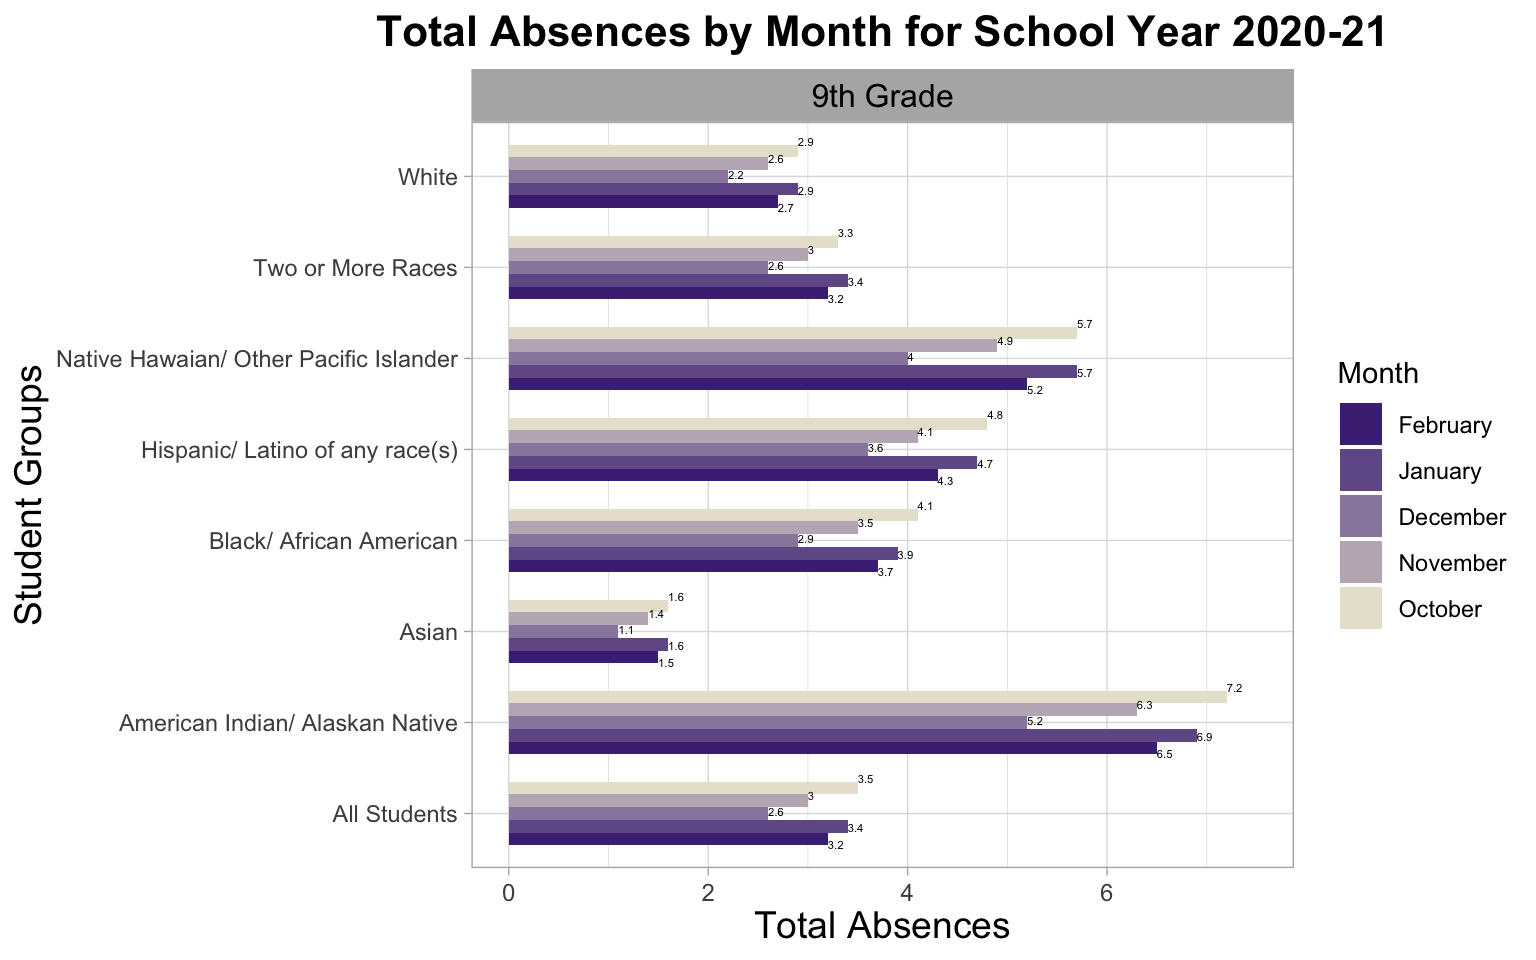 Total Absences by Month for School Year 2020-21
9th Grade
Student Groups
White
2.9
2.6
2.2
2.9
2.7
Two or More Races
3.3
3
2.6
3.4
3.2
Native Hawaian/ Other Pacific Islander
5.7
4.9
4
5.7
5.2
Hispanic/ Latino of any race(s)
4.8
4.1
3.6
4.7
4.3
Black/ African American
4.1
3.5
2.9
3.9
3.7
Asian
1.6
1.4
1.1
1.6
1.5
American Indian/ Alaskan Native
7.2
6.3
5.2
6.9
6.5
All Students
3.5
3
2.6
3.4
3.2
0 2 4 6
Total Absences
Month
February
January
December
November
October